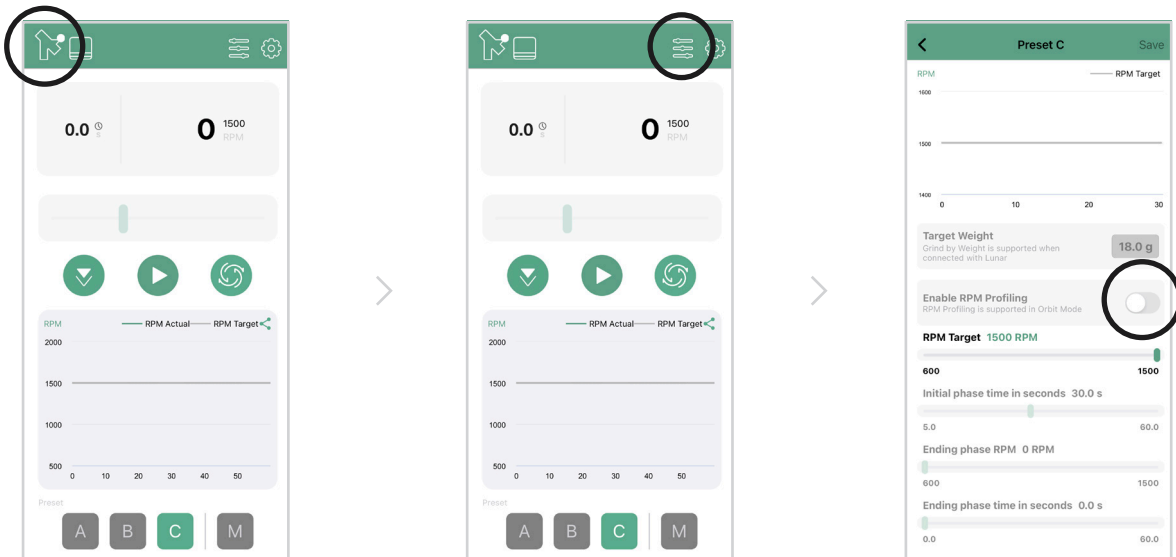 0.0 s
0 1500 RPM
RPM
RPM Actual
RPM Target
2000
1500
1000
500
0 10 20 30 40 50
Preset
A B C M
0.0 s
0 1500 RPM
RPM
RPM Actual
RPM Target
2000
1500
1000
500
0 10 20 30 40 50
Preset
A B C M
Preset C
Save
RPM
RPM Target
1600
1500
1400
0 10 20 30
Target Weight
Grind by Weight is supported when
connected with Lunar
18.0 g
Enable RPM Profiling
RPM Profiling is supported in Orbit Mode
RPM Target 1500 RPM
600 1500
Initial phase time in seconds 30.0 s
5.0 60.0
Ending phase RPM 0 RPM
600 1500
Ending phase time in seconds 0.0 s
0.0 60.0